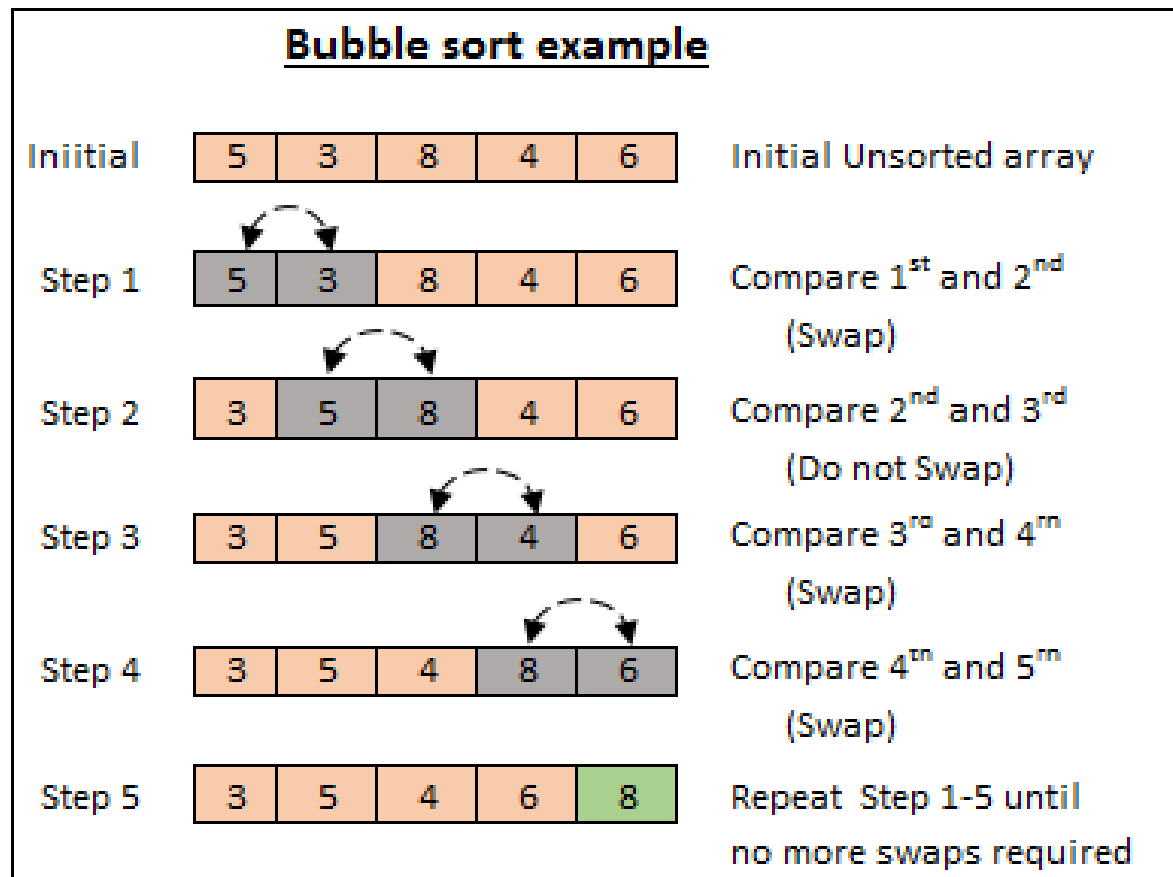 Bubble sort example
Iniitial 5 3 8 4 6 Initial Unsorted array
Step 1 5 3 8 4 6 Compare 1st and 2nd
(Swap)
Step 2 3 5 8 4 6 Compare 2nd and 3rd
(Do not Swap)
Step 3 3 5 8 4 6 Compare 3rd and 4rn
(Swap)
Step 4 3 5 4 8 6 Compare 4tn and 5rn
(Swap)
Step 5 3 5 4 6 8 Repeat Step 1-5 until
no more swaps required